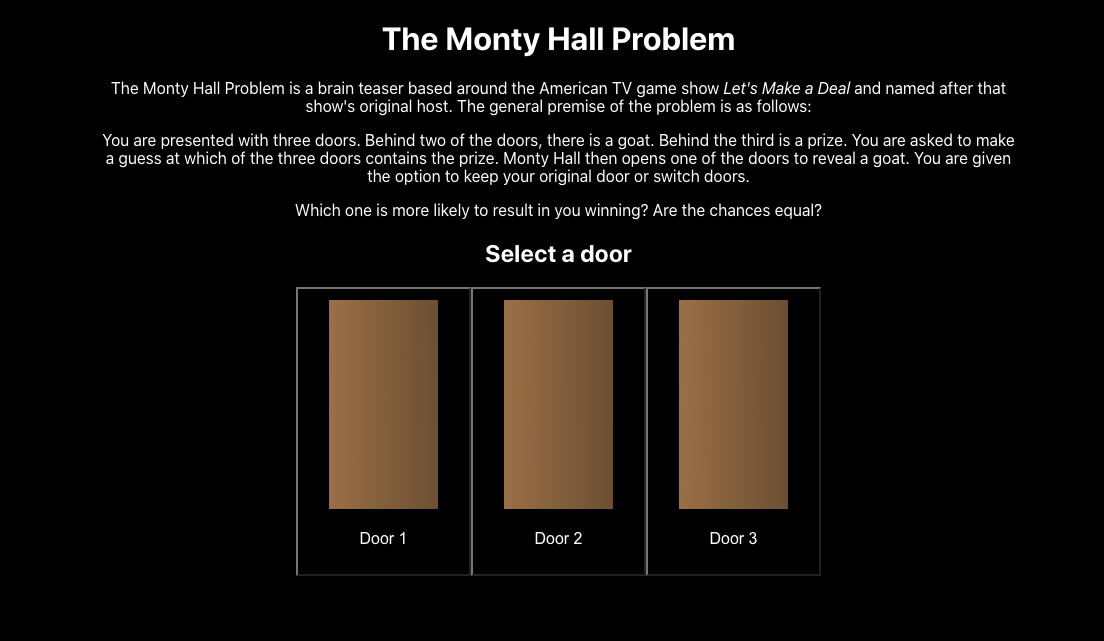 The Monty Hall Problem
The Monty Hall Problem is a brain teaser based around the American TV game show Let's Make a Deal and named after that
show's original host. The general premise of the problem is as follows:
You are presented with three doors. Behind two of the doors, there is a goat. Behind the third is a prize. You are asked to make
a guess at which of the three doors contains the prize. Monty Hall then opens one of the doors to reveal a goat. You are given
the option to keep your original door or switch doors.
Which one is more likely to result in you winning? Are the chances equal?
Select a door
Door 1
Door 2
Door 3